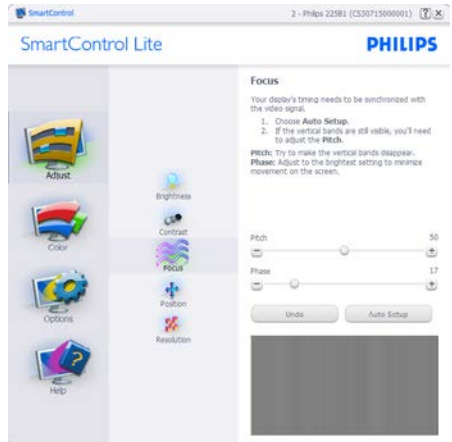 SmartControl
2 - Philips 225B1 (CS30715000001)
SmartControl Lite
PHILIPS
Adjust
Color
Options
Help
Brightness
Contrast
Focus
Position
Resolution
Focus
Your display's timing needs to be synchronized with
the video signal.
1. Choose Auto Setup.
2. If the vertical bands are still visible, you'll need
to adjust the Pitch.
Pitch: Try to make the vertical bands disappear.
Phase: Adjust to the brightest setting to minimize
movement on the screen.
Pitch 50
Phase 17
Undo Auto Setup